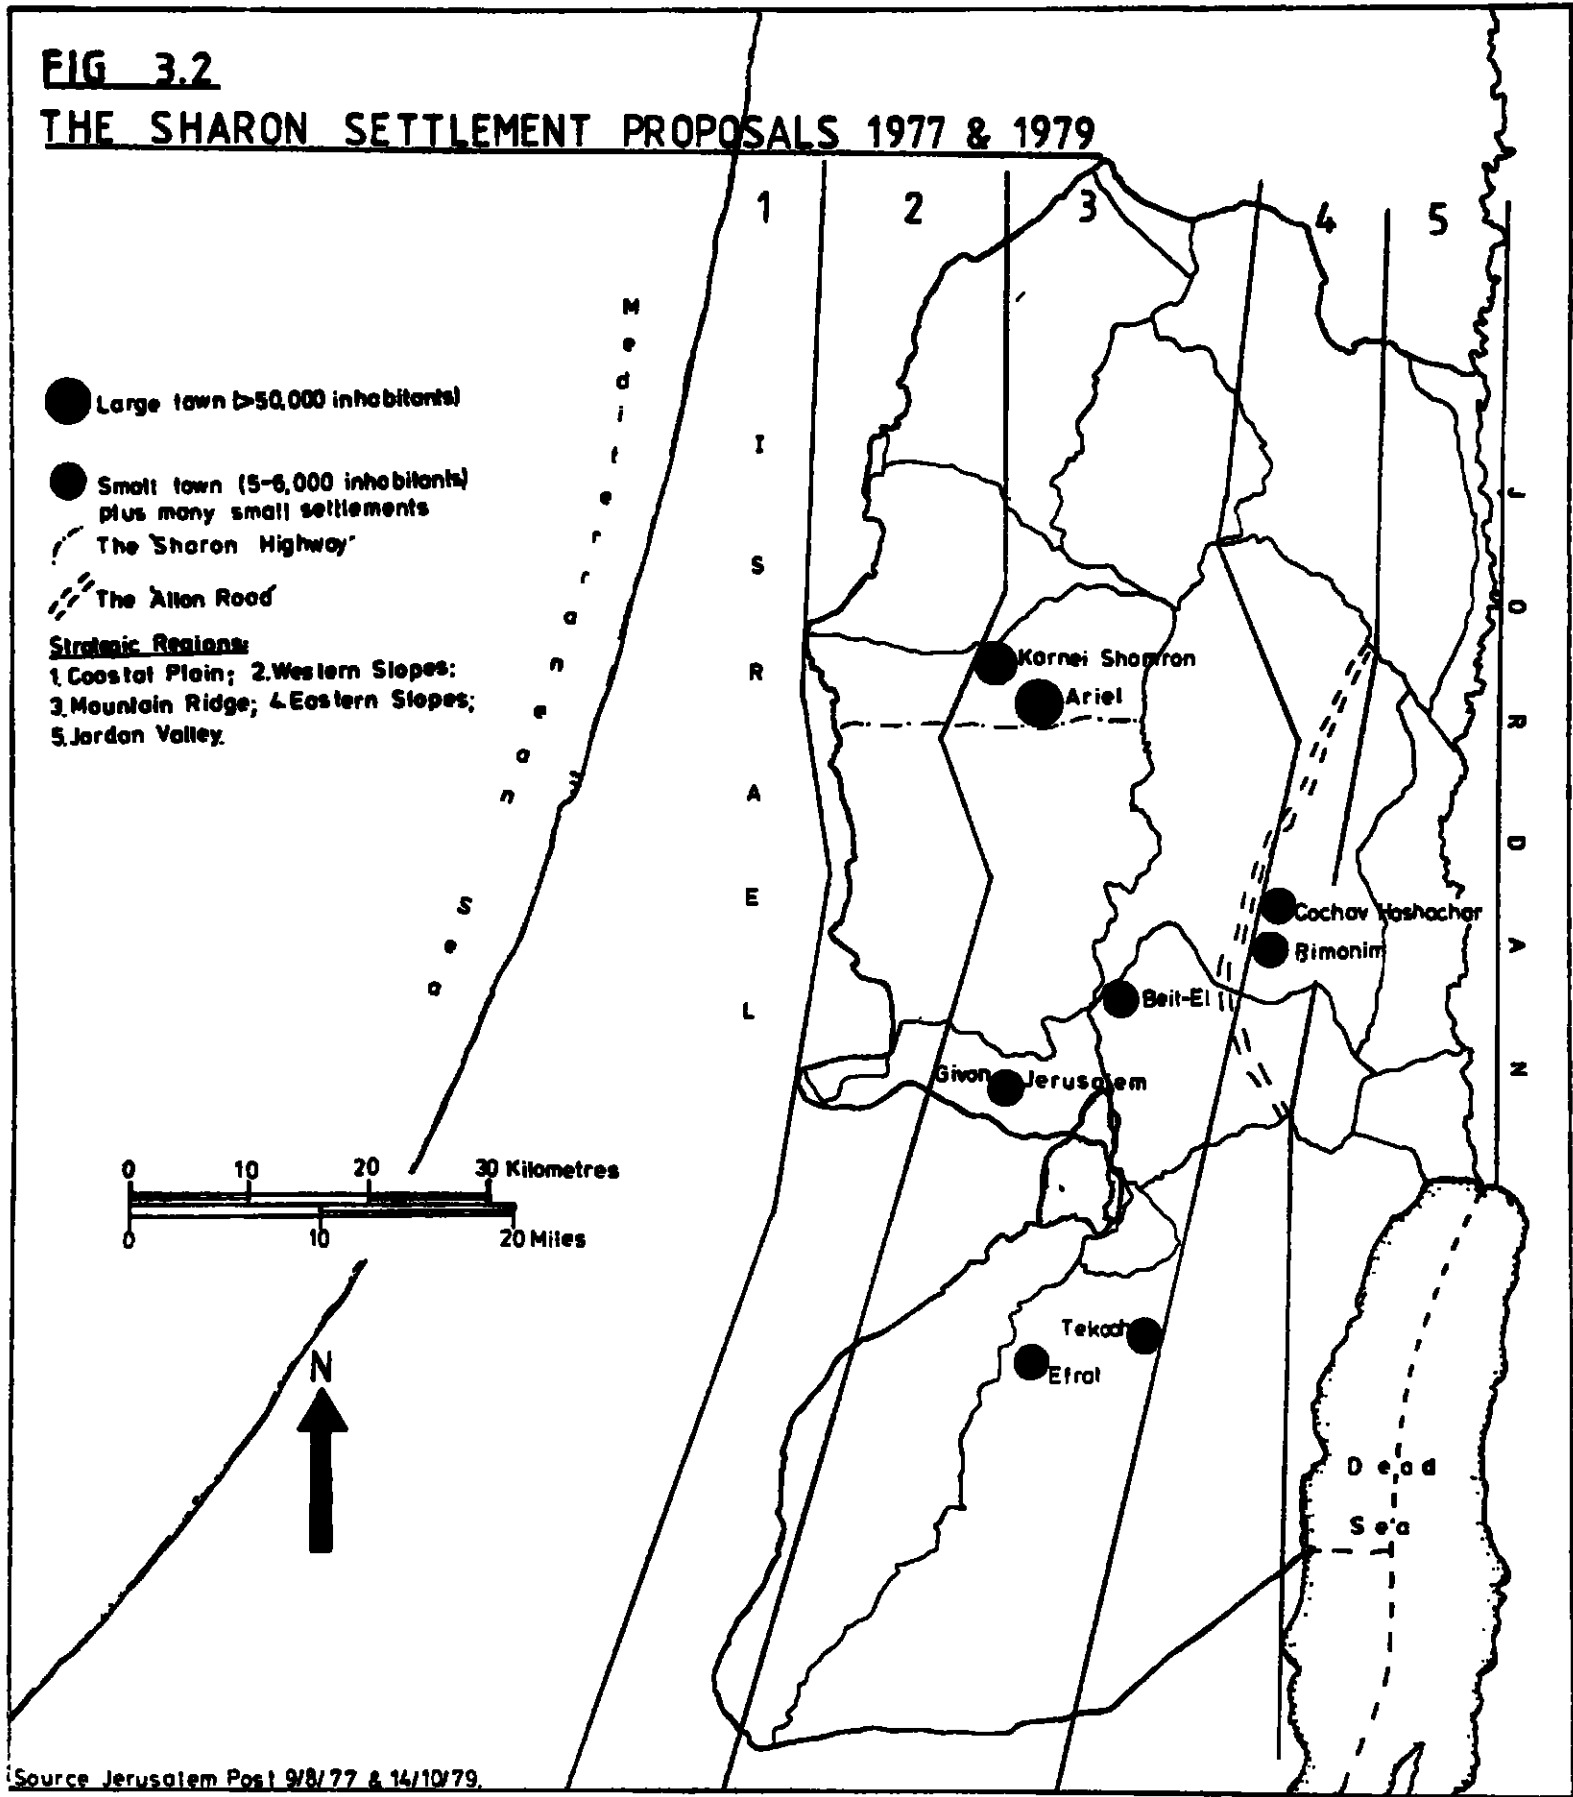 FIG 3.2
THE SHARON SETTLEMENT PROPOSALS 1977 & 1979
1
2
3
4
5
Mediterranean
Sea
Large town (>50,000 inhabitants)
Small town (5-6,000 inhabitants)
plus many small settlements
The 'Sharon Highway'
The 'Allon Road'
Strategic Regions:
1. Coastal Plain; 2. Western Slopes;
3. Mountain Ridge; 4. Eastern Slopes;
5. Jordan Valley.
ISRAEL
JORDAN
Karnei Shomron
Ariel
Cochav Hashachar
Rimonim
Beit-El
Givon
Jerusalem
Tekoah
Efrat
0 10 20 30 Kilometres
0 10 20 Miles
N
Dead
Sea
Source Jerusalem Post 9/8/77 & 14/10/79.